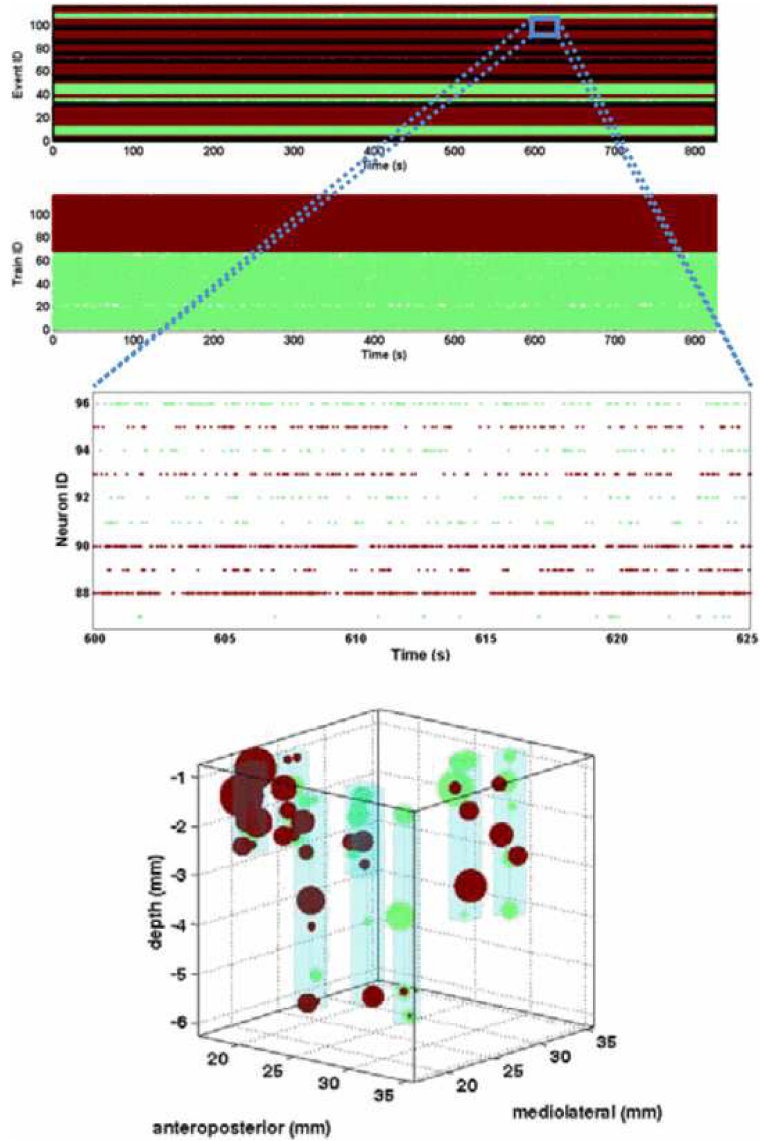 100
80
60
40
20
0
Event ID
0 100 200 300 400 500 600 700 800
Time (s)
100
80
60
40
20
0
Train ID
0 100 200 300 400 500 600 700 800
Time (s)
96
94
92
90
88
Neuron ID
600 605 610 615 620 625
Time (s)
-1
-2
-3
-4
-5
-6
depth (mm)
20 25 30 35
20 25 30 35
anteroposterior (mm)
mediolateral (mm)